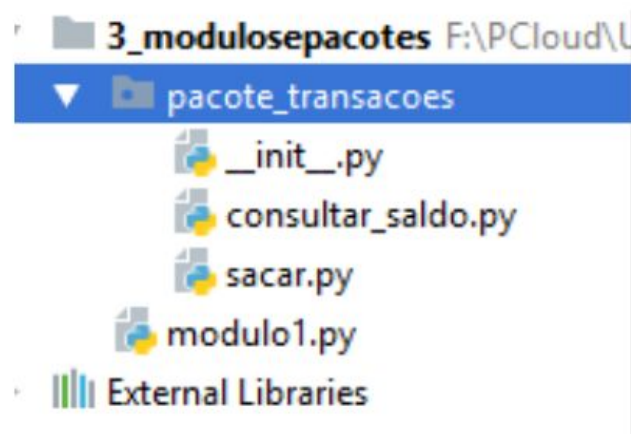 3_modulosepacotes F:\PCloud\U
pacote_transacoes
__init__.py
consultar_saldo.py
sacar.py
modulo1.py
External Libraries